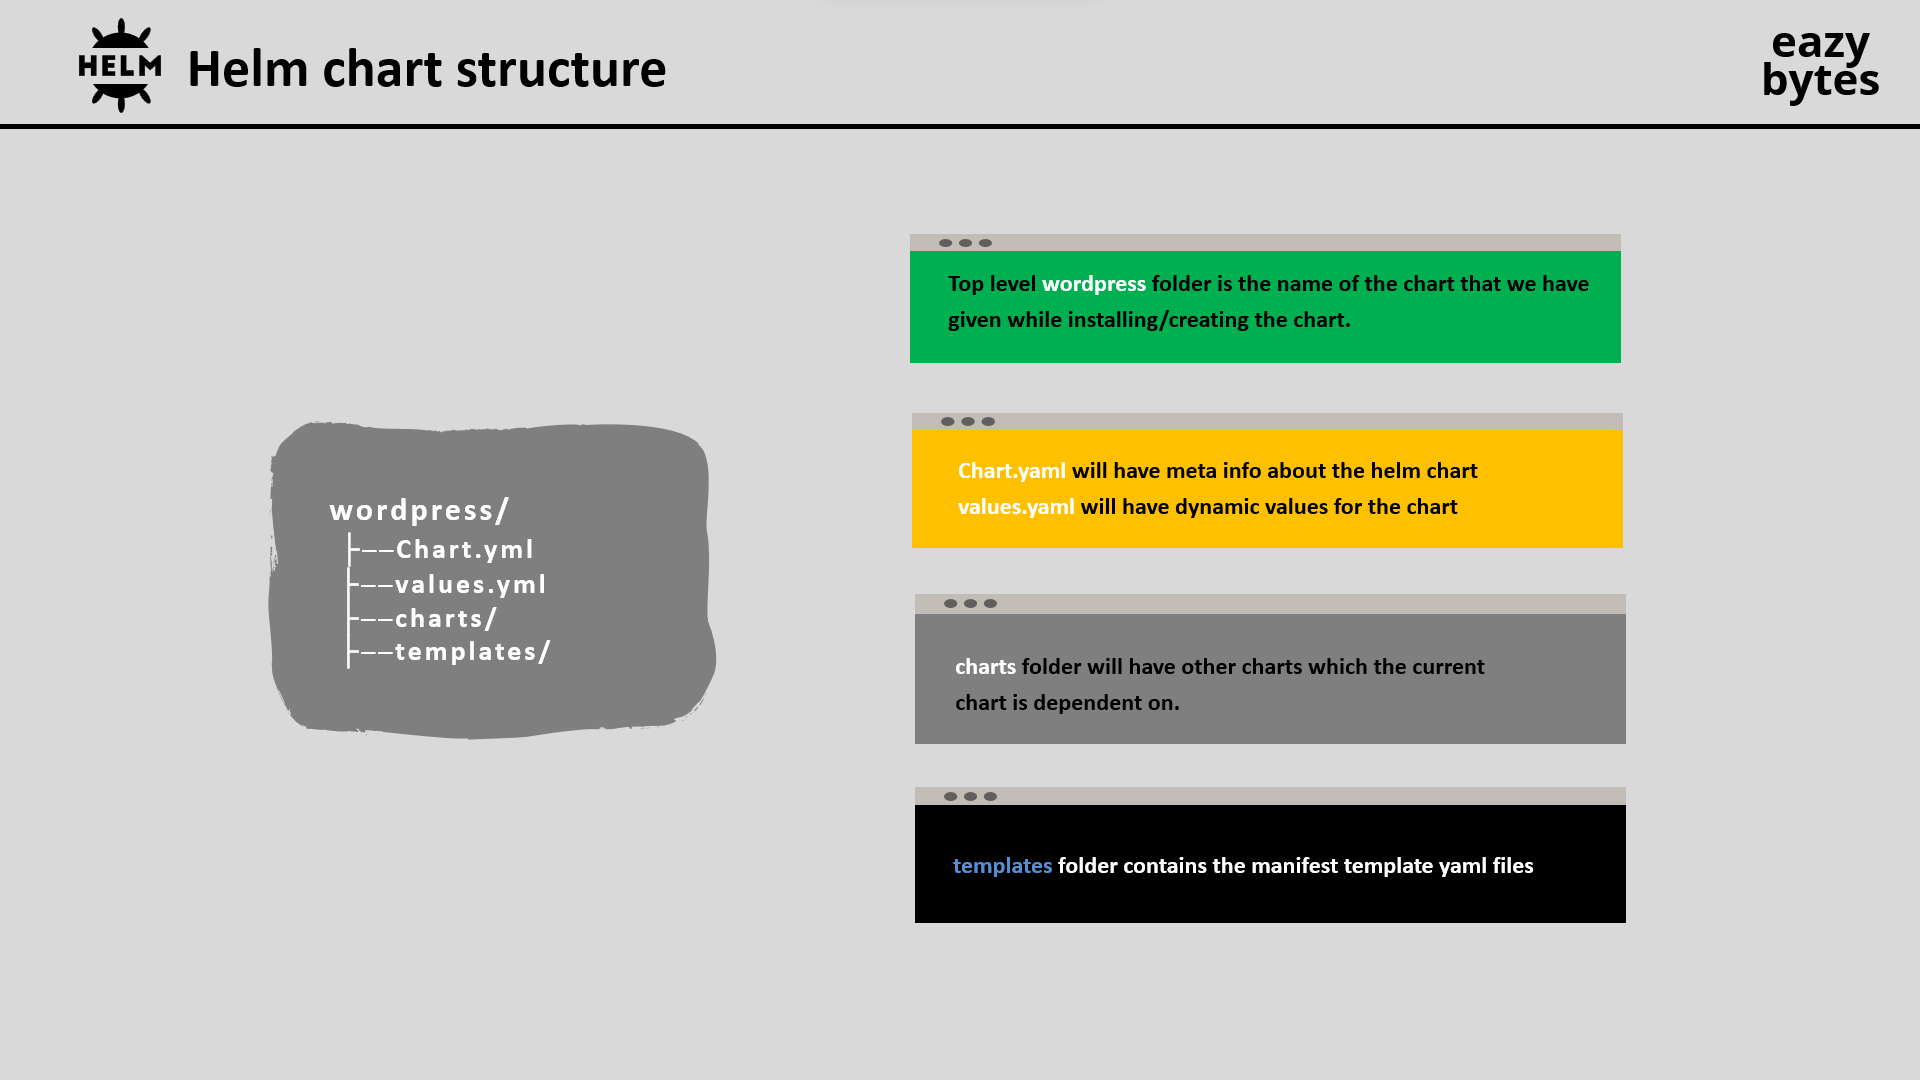 HELM
Helm chart structure
eazy
bytes
wordpress/
├──Chart.yml
├──values.yml
├──charts/
├──templates/
Top level wordpress folder is the name of the chart that we have
given while installing/creating the chart.
Chart.yaml will have meta info about the helm chart
values.yaml will have dynamic values for the chart
charts folder will have other charts which the current
chart is dependent on.
templates folder contains the manifest template yaml files